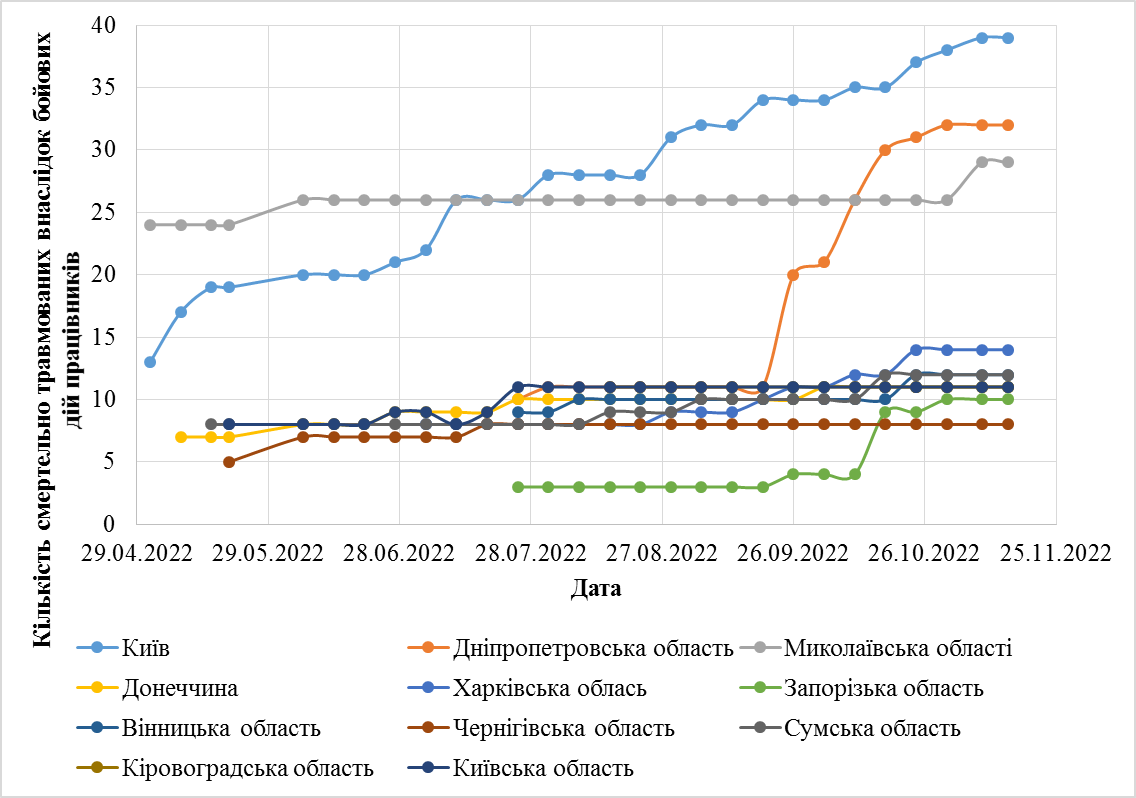 Кількість смертельно травмованих внаслідок бойових
дій працівників
40
35
30
25
20
15
10
5
0
29.04.2022 29.05.2022 28.06.2022 28.07.2022 27.08.2022 26.09.2022 26.10.2022 25.11.2022
Дата
Київ Дніпропетровська область Миколаївська області
Донеччина Харківська облась Запорізька область
Вінницька область Чернігівська область Сумська область
Кіровоградська область Київська область